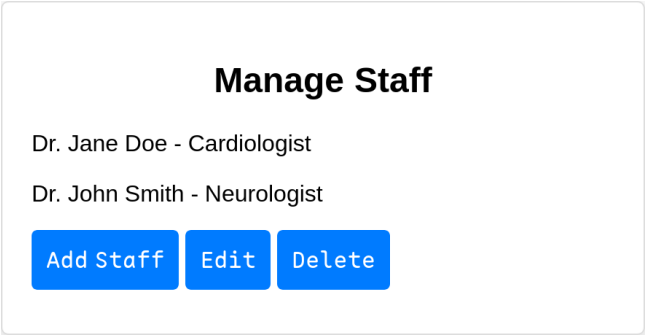 Manage Staff
Dr. Jane Doe - Cardiologist
Dr. John Smith - Neurologist
Add Staff Edit Delete